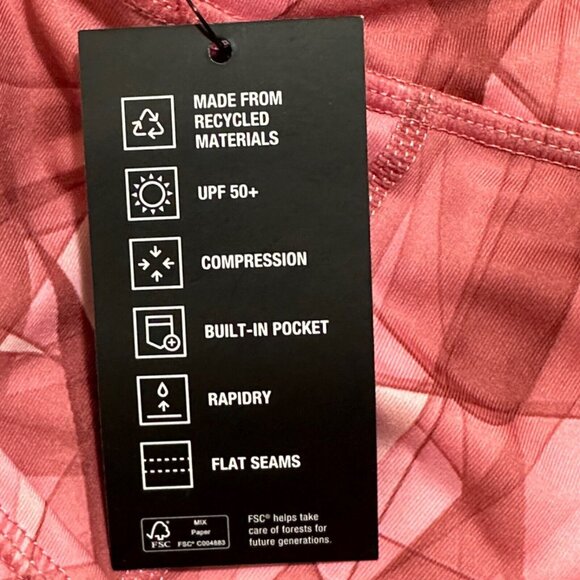 MADE FROM
RECYCLED
MATERIALS
UPF 50+
COMPRESSION
BUILT-IN POCKET
RAPIDRY
FLAT SEAMS
FSC
MIX
Paper
FSC® C004883
FSC® helps take
care of forests for
future generations.